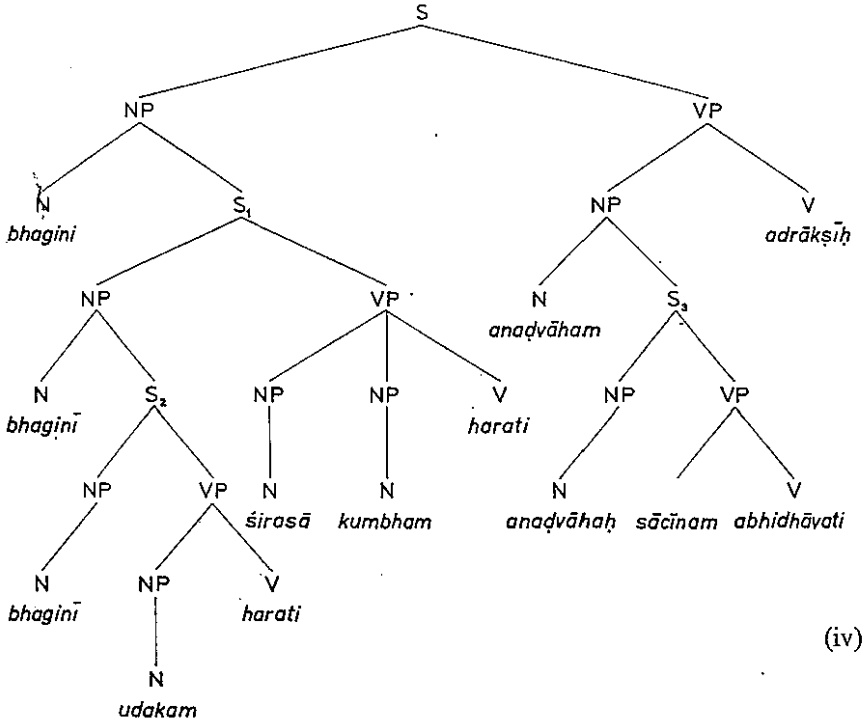 S
NP VP
N S₁ NP V
bhagini adrākṣīḥ
NP VP N S₃
anaḍvāham
N S₂ NP NP V NP VP
bhaginī harati
NP VP N N N V
śirasā kumbham anaḍvāhaḥ sācīnam abhidhāvati
N NP V
bhaginī harati
(iv)
N
udakam